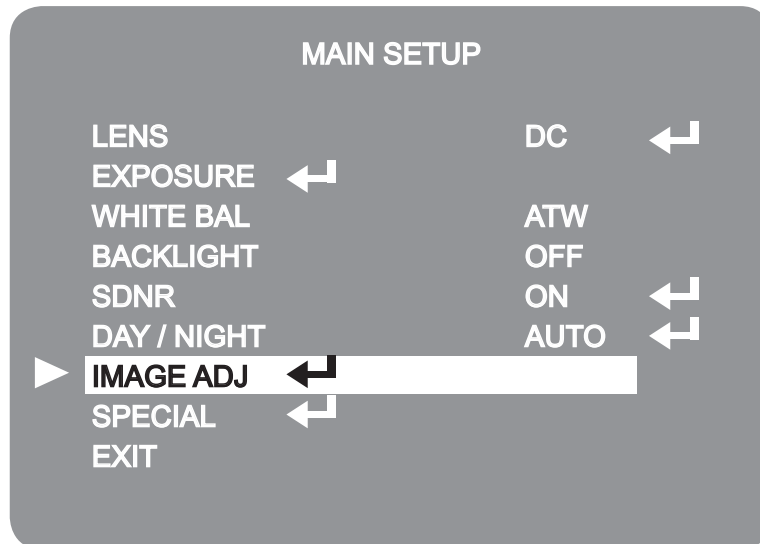 MAIN SETUP
LENS DC
EXPOSURE
WHITE BAL ATW
BACKLIGHT OFF
SDNR ON
DAY / NIGHT AUTO
IMAGE ADJ
SPECIAL
EXIT